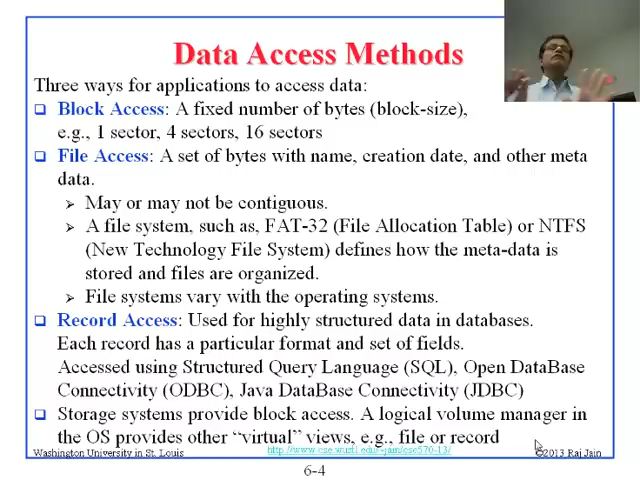 Data Access Methods
Three ways for applications to access data:
Block Access: A fixed number of bytes (block-size),
e.g., 1 sector, 4 sectors, 16 sectors
File Access: A set of bytes with name, creation date, and other meta
data.
May or may not be contiguous.
A file system, such as, FAT-32 (File Allocation Table) or NTFS
(New Technology File System) defines how the meta-data is
stored and files are organized.
File systems vary with the operating systems.
Record Access: Used for highly structured data in databases.
Each record has a particular format and set of fields.
Accessed using Structured Query Language (SQL), Open DataBase
Connectivity (ODBC), Java DataBase Connectivity (JDBC)
Storage systems provide block access. A logical volume manager in
the OS provides other “virtual” views, e.g., file or record
Washington University in St. Louis
http://www.cse.wustl.edu/~jain/cse570-13/
©2013 Raj Jain
6-4